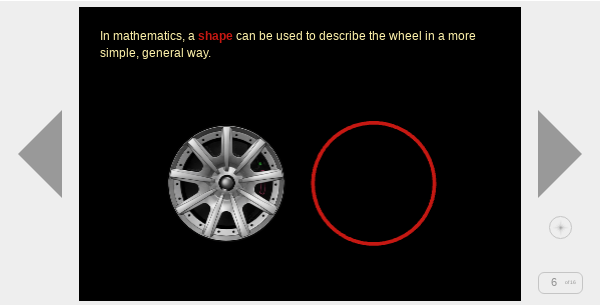 In mathematics, a shape can be used to describe the wheel in a more
simple, general way.
6 of 16